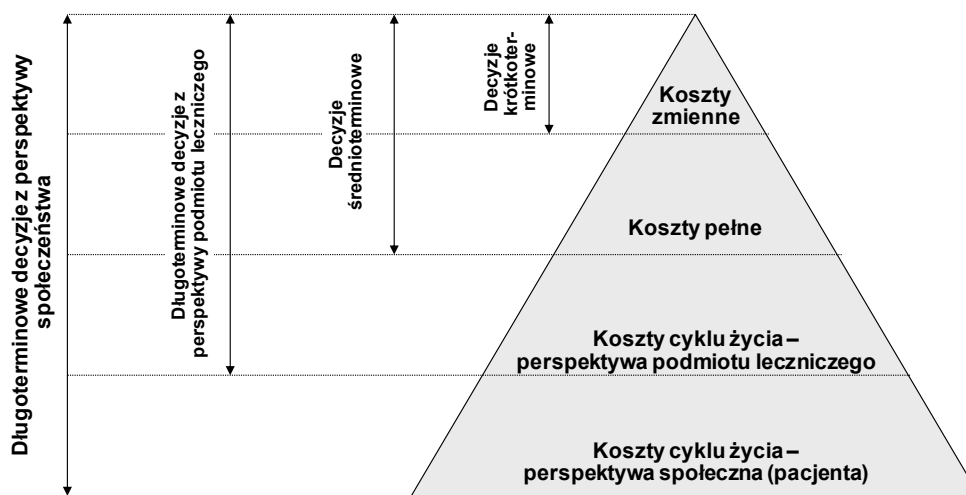 Długoterminowe decyzje z perspektywy
społeczeństwa
Długoterminowe decyzje z
perspektywy podmiotu leczniczego
Decyzje
średnioterminowe
Decyzje
krótkoter-
minowe
Koszty
zmienne
Koszty pełne
Koszty cyklu życia –
perspektywa podmiotu leczniczego
Koszty cyklu życia –
perspektywa społeczna (pacjenta)